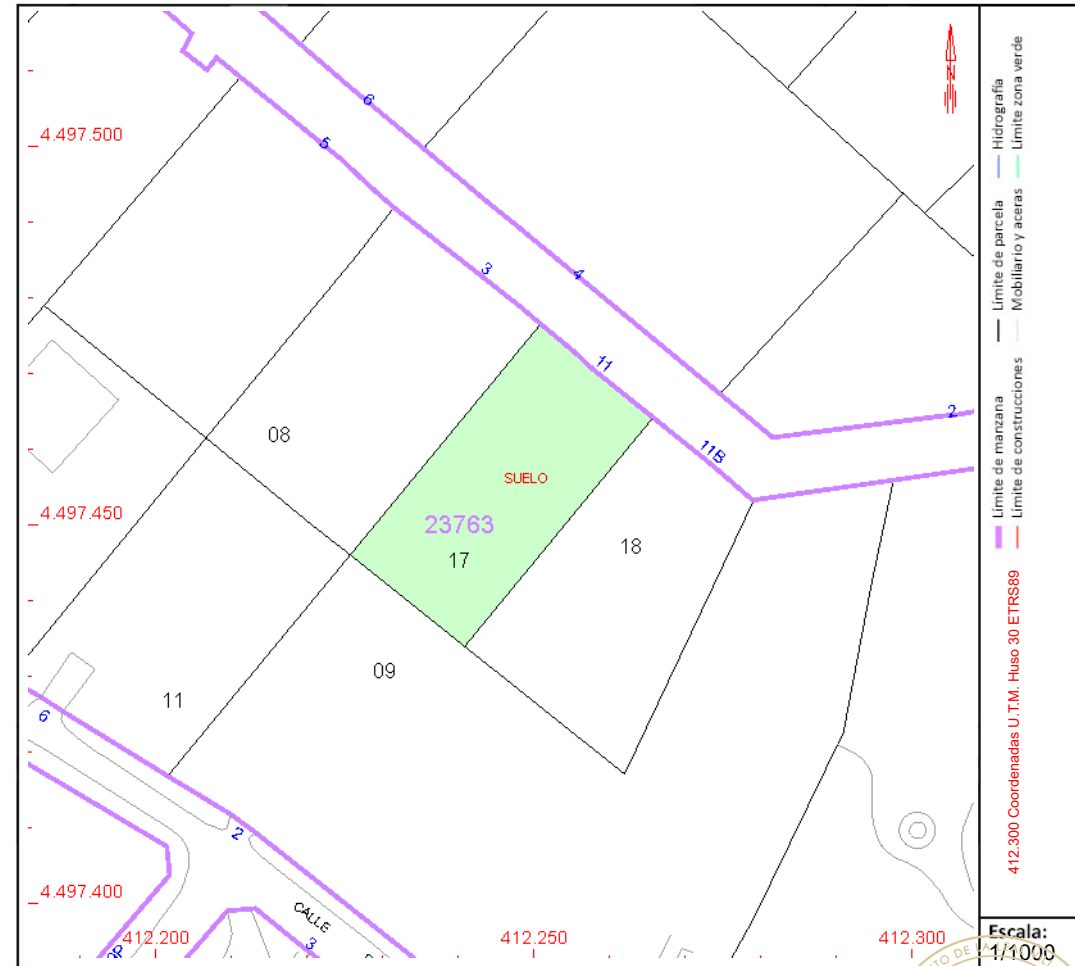 6
N
4.497.500
5
3
4
11
2
08
11B
SUELO
4.497.450
23763
17
18
09
11
6
2
4.497.400
CALLE
3
412.200
412.250
412.300
Límite de manzana
Límite de parcela
Hidrografía
Límite de construcciones
Mobiliario y aceras
Límite zona verde
412.300 Coordenadas U.T.M. Huso 30 ETRS89
Escala:
1/1000